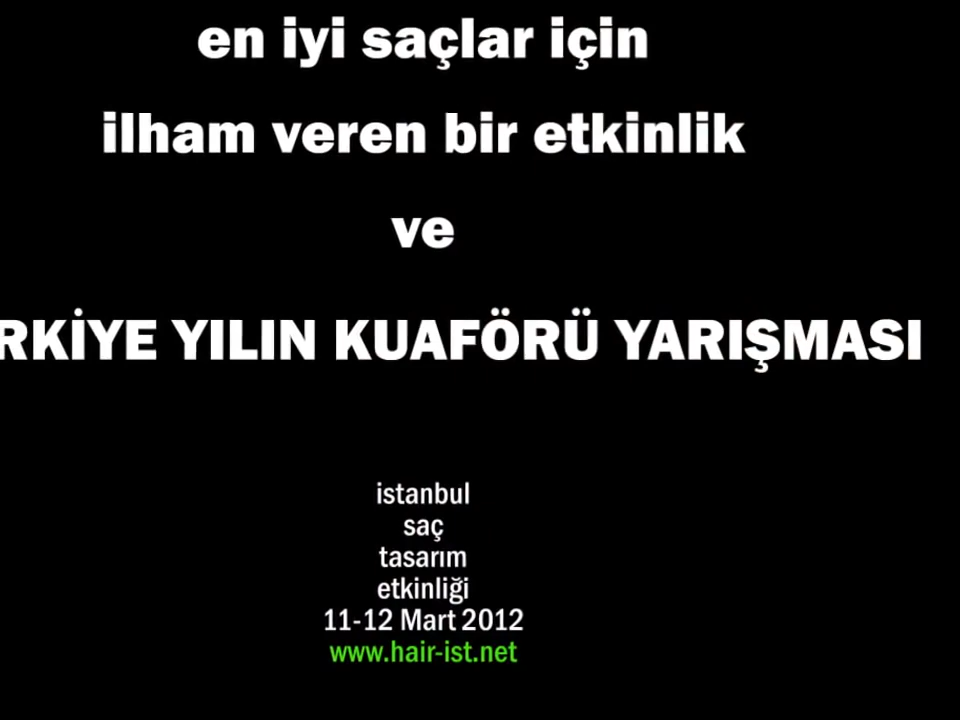 en iyi saçlar için
ilham veren bir etkinlik
ve
RKİYE YILIN KUAFÖRÜ YARIŞMASI
istanbul
saç
tasarım
etkinliği
11-12 Mart 2012
www.hair-ist.net